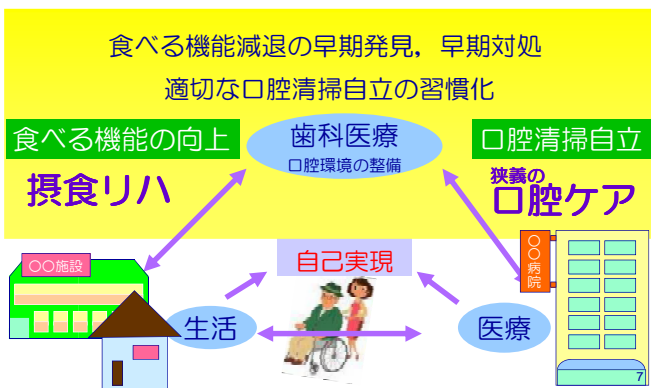 食べる機能減退の早期発見，早期対処
適切な口腔清掃自立の習慣化
食べる機能の向上
歯科医療
口腔環境の整備
口腔清掃自立
摂食リハ
狭義の
口腔ケア
〇〇施設
自己実現
〇〇病院
生活
医療
7